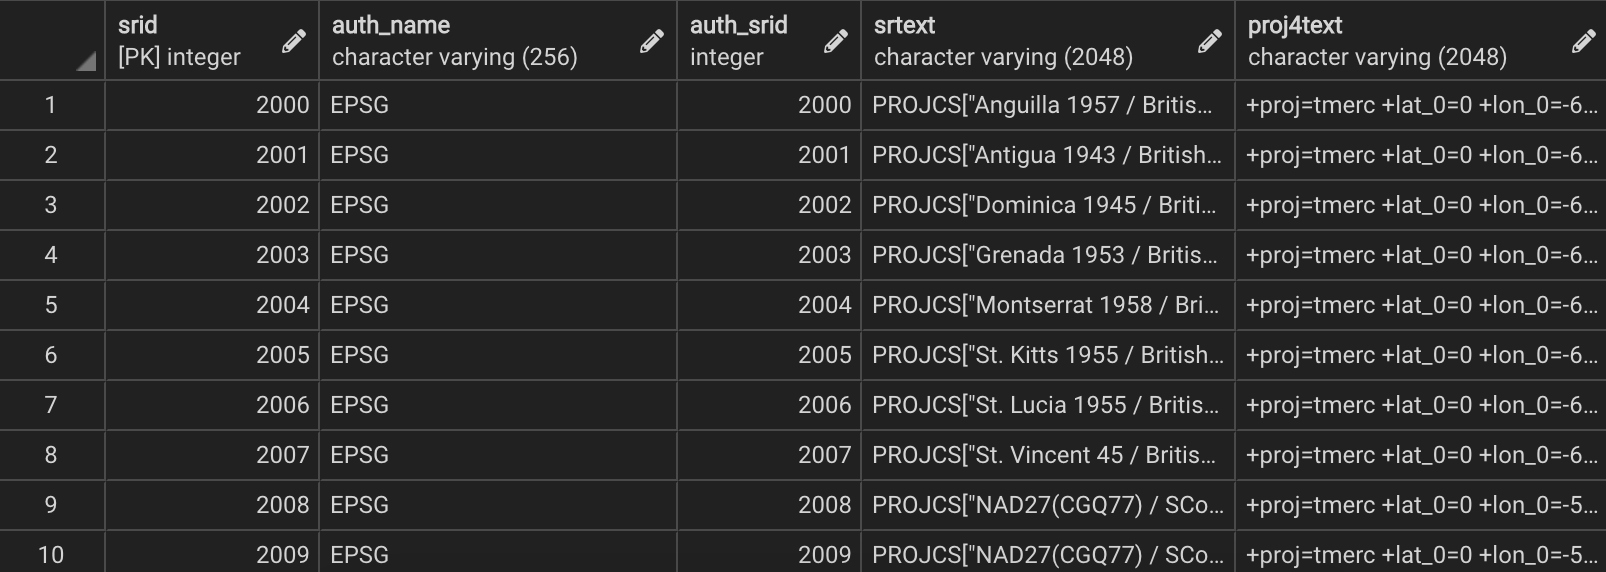 srid auth_name auth_srid srtext proj4text
[PK] integer character varying (256) integer character varying (2048) character varying (2048)
1 2000 EPSG 2000 PROJCS["Anguilla 1957 / Britis... +proj=tmerc +lat_0=0 +lon_0=-6...
2 2001 EPSG 2001 PROJCS["Antigua 1943 / British... +proj=tmerc +lat_0=0 +lon_0=-6...
3 2002 EPSG 2002 PROJCS["Dominica 1945 / Briti... +proj=tmerc +lat_0=0 +lon_0=-6...
4 2003 EPSG 2003 PROJCS["Grenada 1953 / Britis... +proj=tmerc +lat_0=0 +lon_0=-6...
5 2004 EPSG 2004 PROJCS["Montserrat 1958 / Bri... +proj=tmerc +lat_0=0 +lon_0=-6...
6 2005 EPSG 2005 PROJCS["St. Kitts 1955 / British... +proj=tmerc +lat_0=0 +lon_0=-6...
7 2006 EPSG 2006 PROJCS["St. Lucia 1955 / Britis... +proj=tmerc +lat_0=0 +lon_0=-6...
8 2007 EPSG 2007 PROJCS["St. Vincent 45 / Britis... +proj=tmerc +lat_0=0 +lon_0=-6...
9 2008 EPSG 2008 PROJCS["NAD27(CGQ77) / SCo... +proj=tmerc +lat_0=0 +lon_0=-5...
10 2009 EPSG 2009 PROJCS["NAD27(CGQ77) / SCo... +proj=tmerc +lat_0=0 +lon_0=-5...